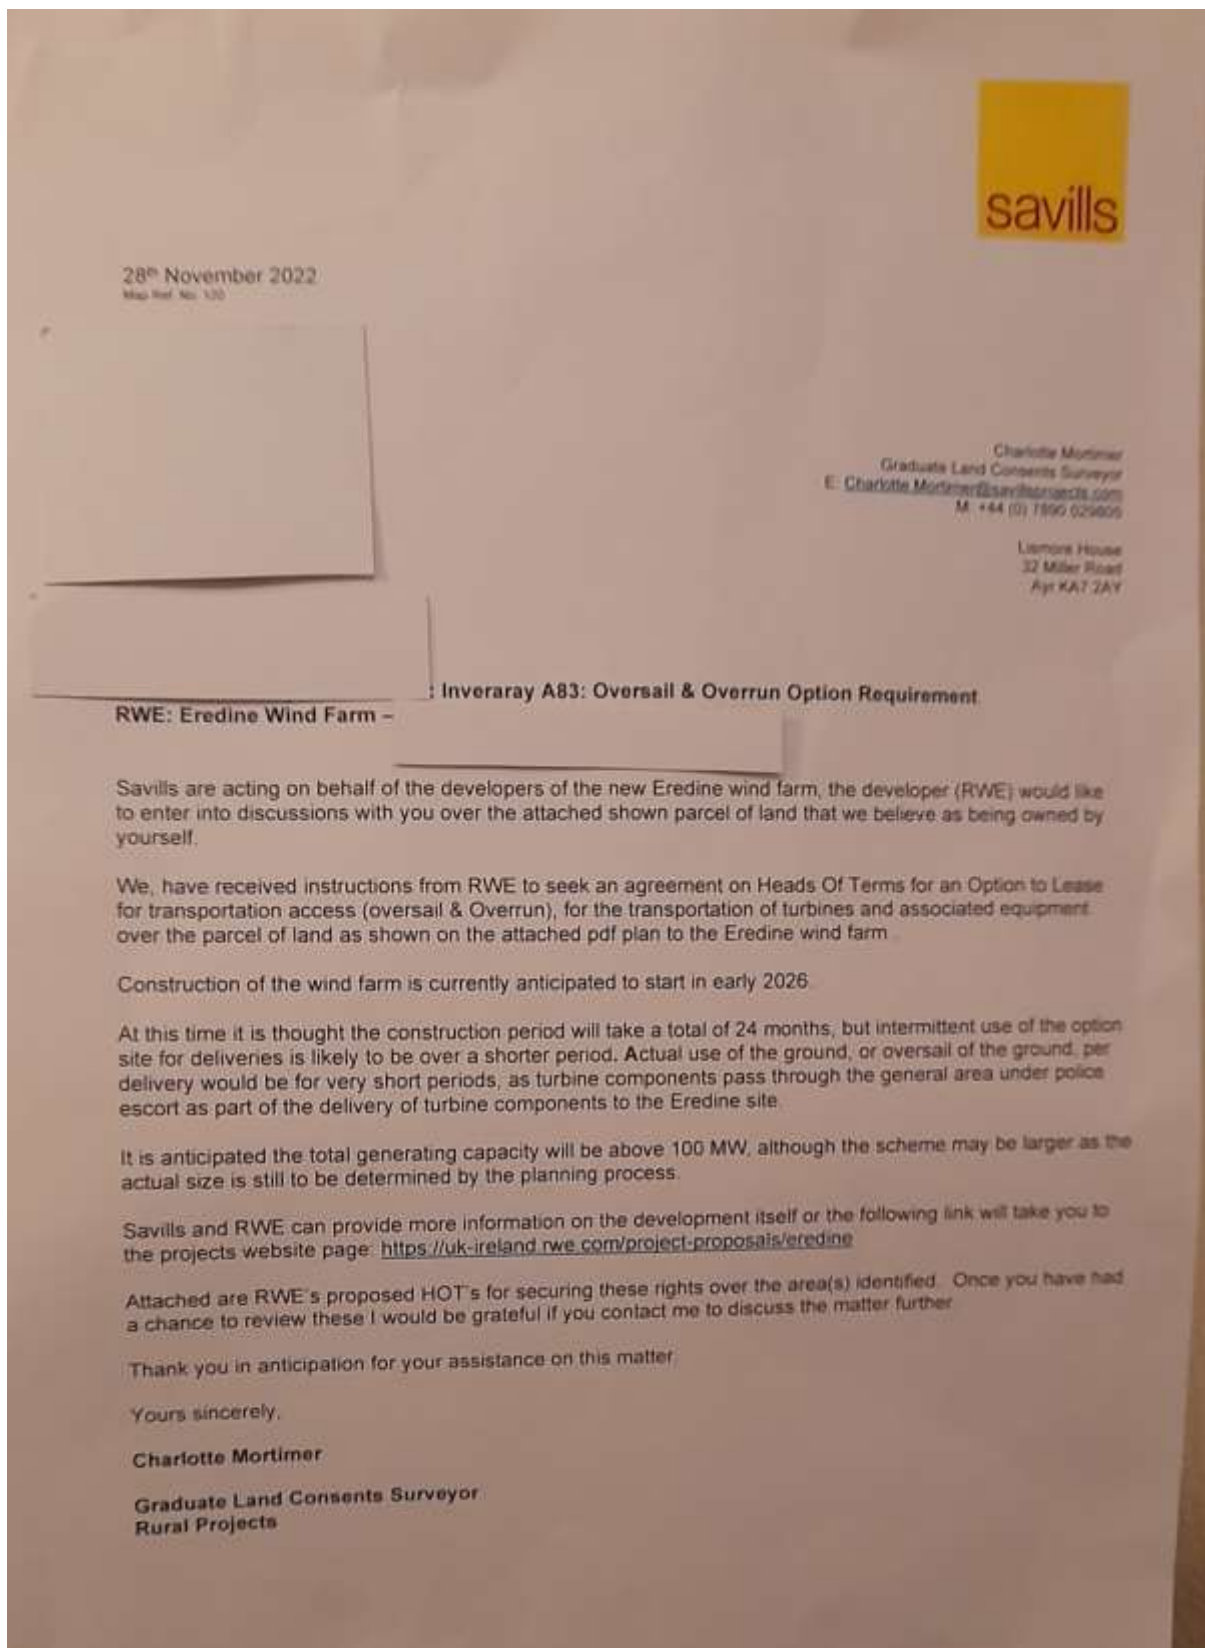 savills
28th November 2022
Map Ref. No. 120
Charlotte Mortimer
Graduate Land Consents Surveyor
E: Charlotte.Mortimer@savillsprojects.com
M: +44 (0) 7890 029805
Lismore House
32 Miller Road
Ayr KA7 2AY
: Inveraray A83: Oversail & Overrun Option Requirement
RWE: Eredine Wind Farm –
Savills are acting on behalf of the developers of the new Eredine wind farm, the developer (RWE) would like
to enter into discussions with you over the attached shown parcel of land that we believe as being owned by
yourself.
We, have received instructions from RWE to seek an agreement on Heads Of Terms for an Option to Lease
for transportation access (oversail & Overrun), for the transportation of turbines and associated equipment
over the parcel of land as shown on the attached pdf plan to the Eredine wind farm.
Construction of the wind farm is currently anticipated to start in early 2026.
At this time it is thought the construction period will take a total of 24 months, but intermittent use of the option
site for deliveries is likely to be over a shorter period. Actual use of the ground, or oversail of the ground, per
delivery would be for very short periods, as turbine components pass through the general area under police
escort as part of the delivery of turbine components to the Eredine site.
It is anticipated the total generating capacity will be above 100 MW, although the scheme may be larger as the
actual size is still to be determined by the planning process.
Savills and RWE can provide more information on the development itself or the following link will take you to
the projects website page: https://uk-ireland.rwe.com/project-proposals/eredine
Attached are RWE's proposed HOT's for securing these rights over the area(s) identified. Once you have had
a chance to review these I would be grateful if you contact me to discuss the matter further.
Thank you in anticipation for your assistance on this matter.
Yours sincerely,
Charlotte Mortimer
Graduate Land Consents Surveyor
Rural Projects